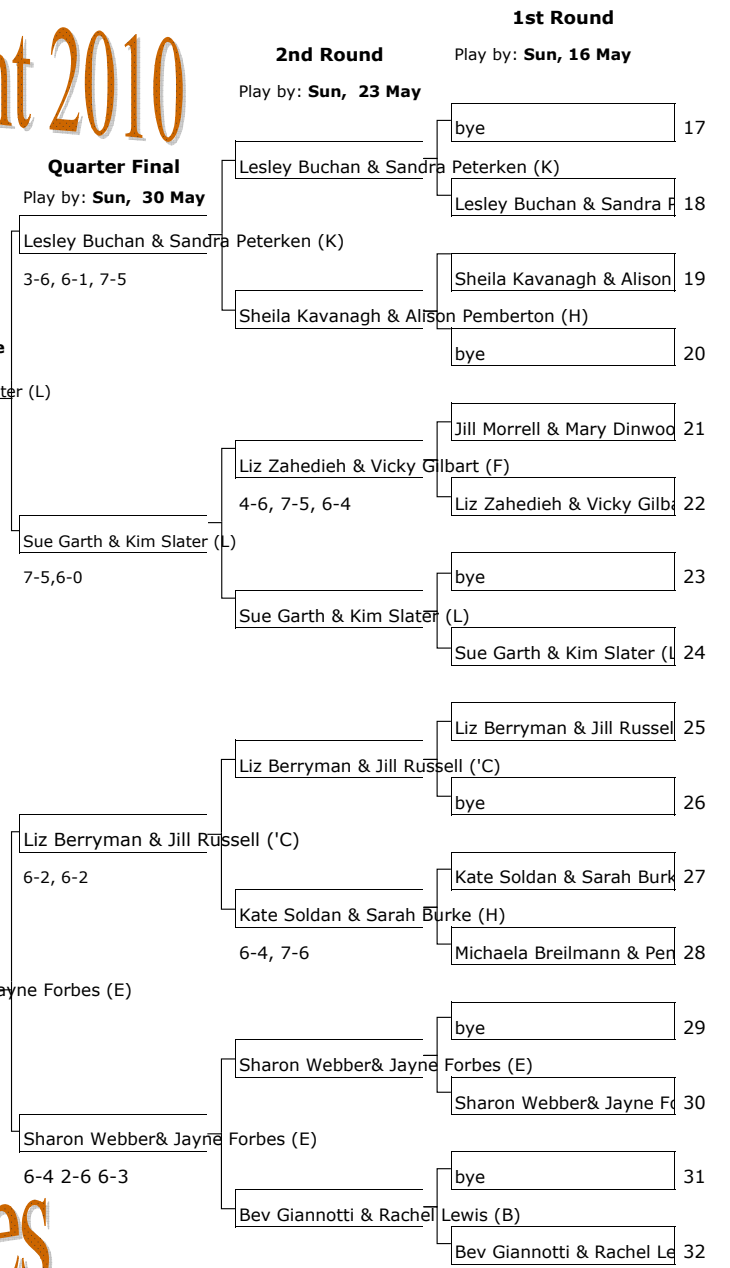 1st Round
2nd Round
Play by: Sun, 16 May
2010
Play by: Sun, 23 May
bye 17
Quarter Final
Lesley Buchan & Sandra Peterken (K)
Play by: Sun, 30 May
Lesley Buchan & Sandra 18
Lesley Buchan & Sandra Peterken (K)
3-6, 6-1, 7-5
Sheila Kavanagh & Alison 19
Sheila Kavanagh & Alison Pemberton (H)
bye 20
ter (L)
Jill Morrell & Mary Dinwoo 21
Liz Zahedieh & Vicky Gilbart (F)
4-6, 7-5, 6-4
Liz Zahedieh & Vicky Gilba 22
Sue Garth & Kim Slater (L)
7-5,6-0
bye 23
Sue Garth & Kim Slater (L)
Sue Garth & Kim Slater (L 24
Liz Berryman & Jill Russel 25
Liz Berryman & Jill Russell ('C)
bye 26
Liz Berryman & Jill Russell ('C)
6-2, 6-2
Kate Soldan & Sarah Burk 27
Kate Soldan & Sarah Burke (H)
6-4, 7-6
Michaela Breilmann & Pen 28
ayne Forbes (E)
bye 29
Sharon Webber& Jayne Forbes (E)
Sharon Webber& Jayne Fo 30
Sharon Webber& Jayne Forbes (E)
6-4 2-6 6-3
bye 31
Bev Giannotti & Rachel Lewis (B)
Bev Giannotti & Rachel Le 32
es